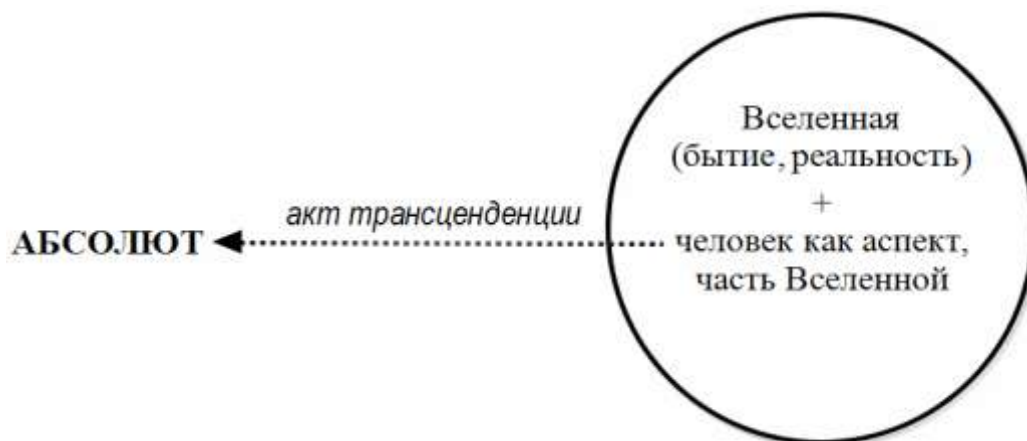 Вселенная
(бытие, реальность)
+
акт трансценденции
АБСОЛЮТ
человек как аспект,
часть Вселенной